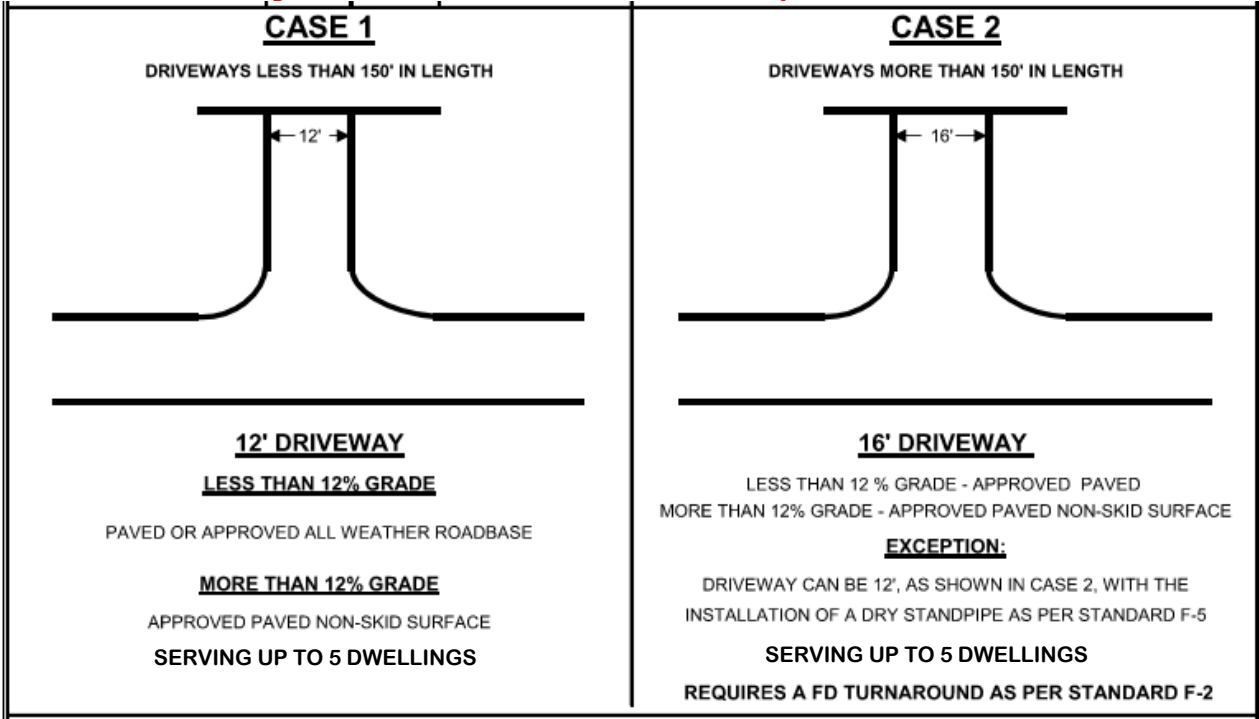 CASE 1
DRIVEWAYS LESS THAN 150' IN LENGTH
12'
12' DRIVEWAY
LESS THAN 12% GRADE
PAVED OR APPROVED ALL WEATHER ROADBASE
MORE THAN 12% GRADE
APPROVED PAVED NON-SKID SURFACE
SERVING UP TO 5 DWELLINGS
CASE 2
DRIVEWAYS MORE THAN 150' IN LENGTH
16'
16' DRIVEWAY
LESS THAN 12 % GRADE - APPROVED PAVED
MORE THAN 12% GRADE - APPROVED PAVED NON-SKID SURFACE
EXCEPTION:
DRIVEWAY CAN BE 12', AS SHOWN IN CASE 2, WITH THE
INSTALLATION OF A DRY STANDPIPE AS PER STANDARD F-5
SERVING UP TO 5 DWELLINGS
REQUIRES A FD TURNAROUND AS PER STANDARD F-2